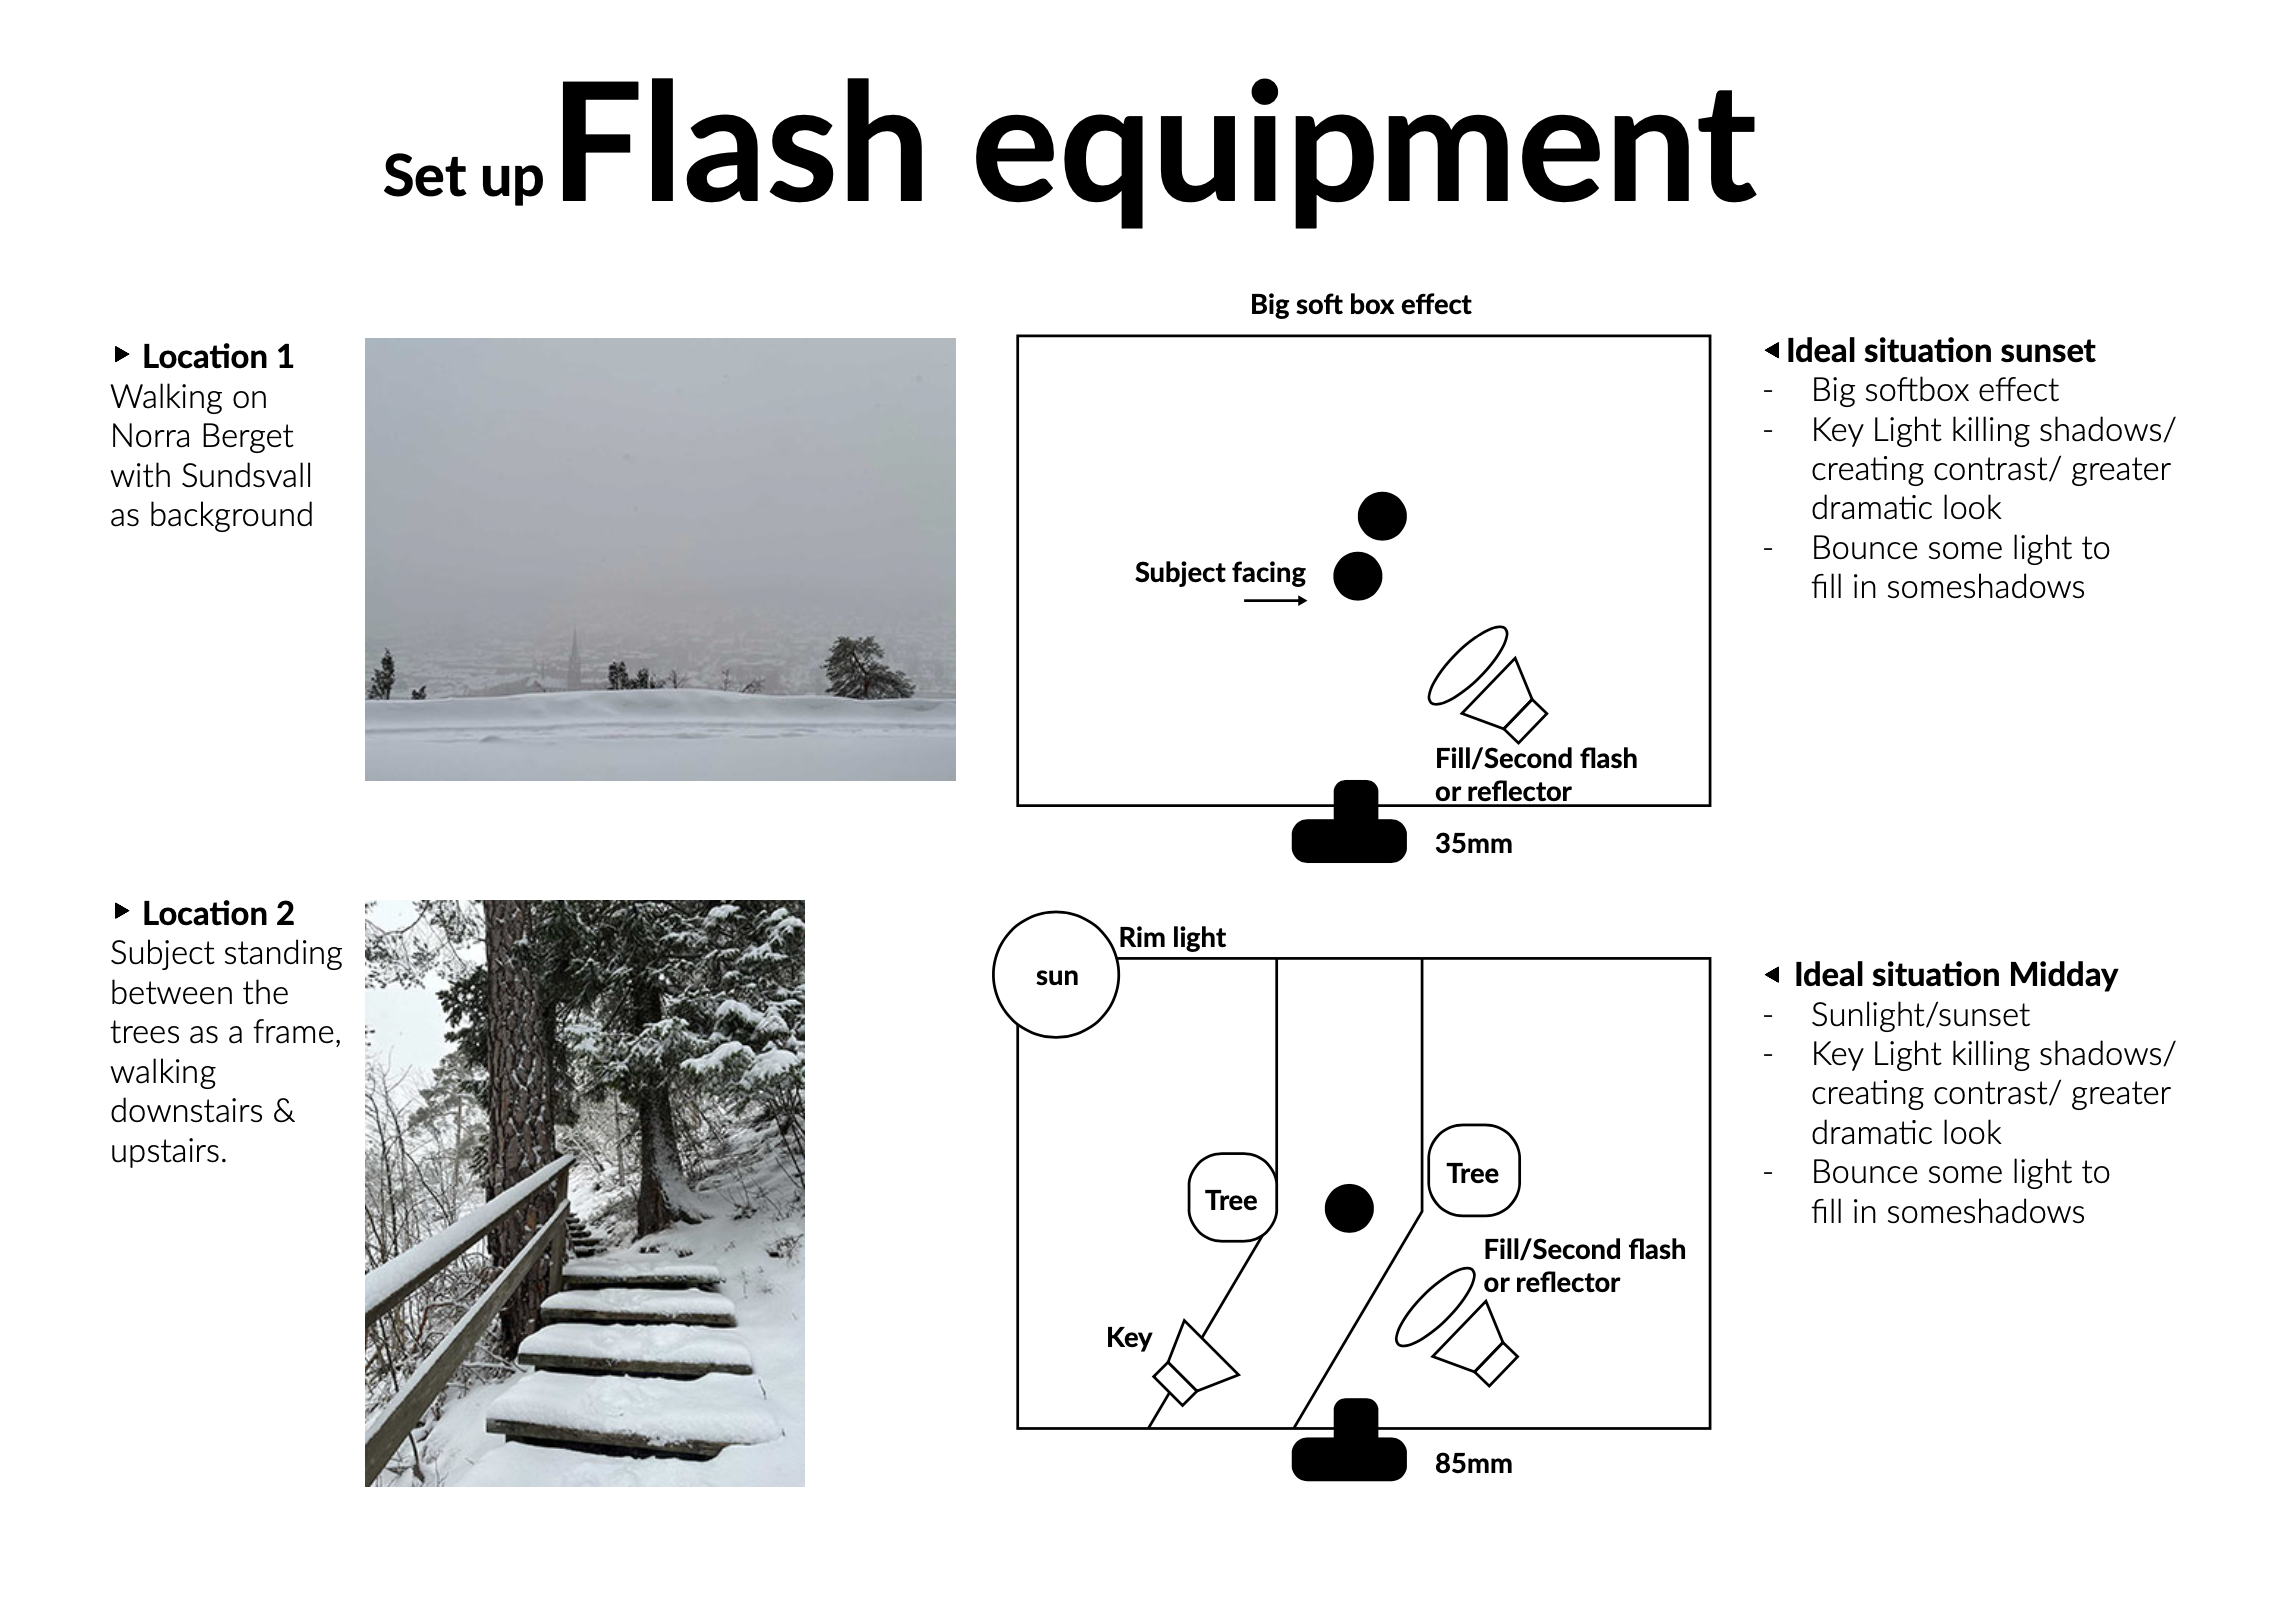 Set up Flash equipment
Big soft box effect
Location 1
Walking on
Norra Berget
with Sundsvall
as background
Subject facing
Fill/Second flash
or reflector
35mm
Ideal situation sunset
- Big softbox effect
- Key Light killing shadows/
creating contrast/ greater
dramatic look
- Bounce some light to
fill in someshadows
Location 2
Subject standing
between the
trees as a frame,
walking
downstairs &
upstairs.
Rim light
sun
Tree
Tree
Fill/Second flash
or reflector
Key
85mm
Ideal situation Midday
- Sunlight/sunset
- Key Light killing shadows/
creating contrast/ greater
dramatic look
- Bounce some light to
fill in someshadows